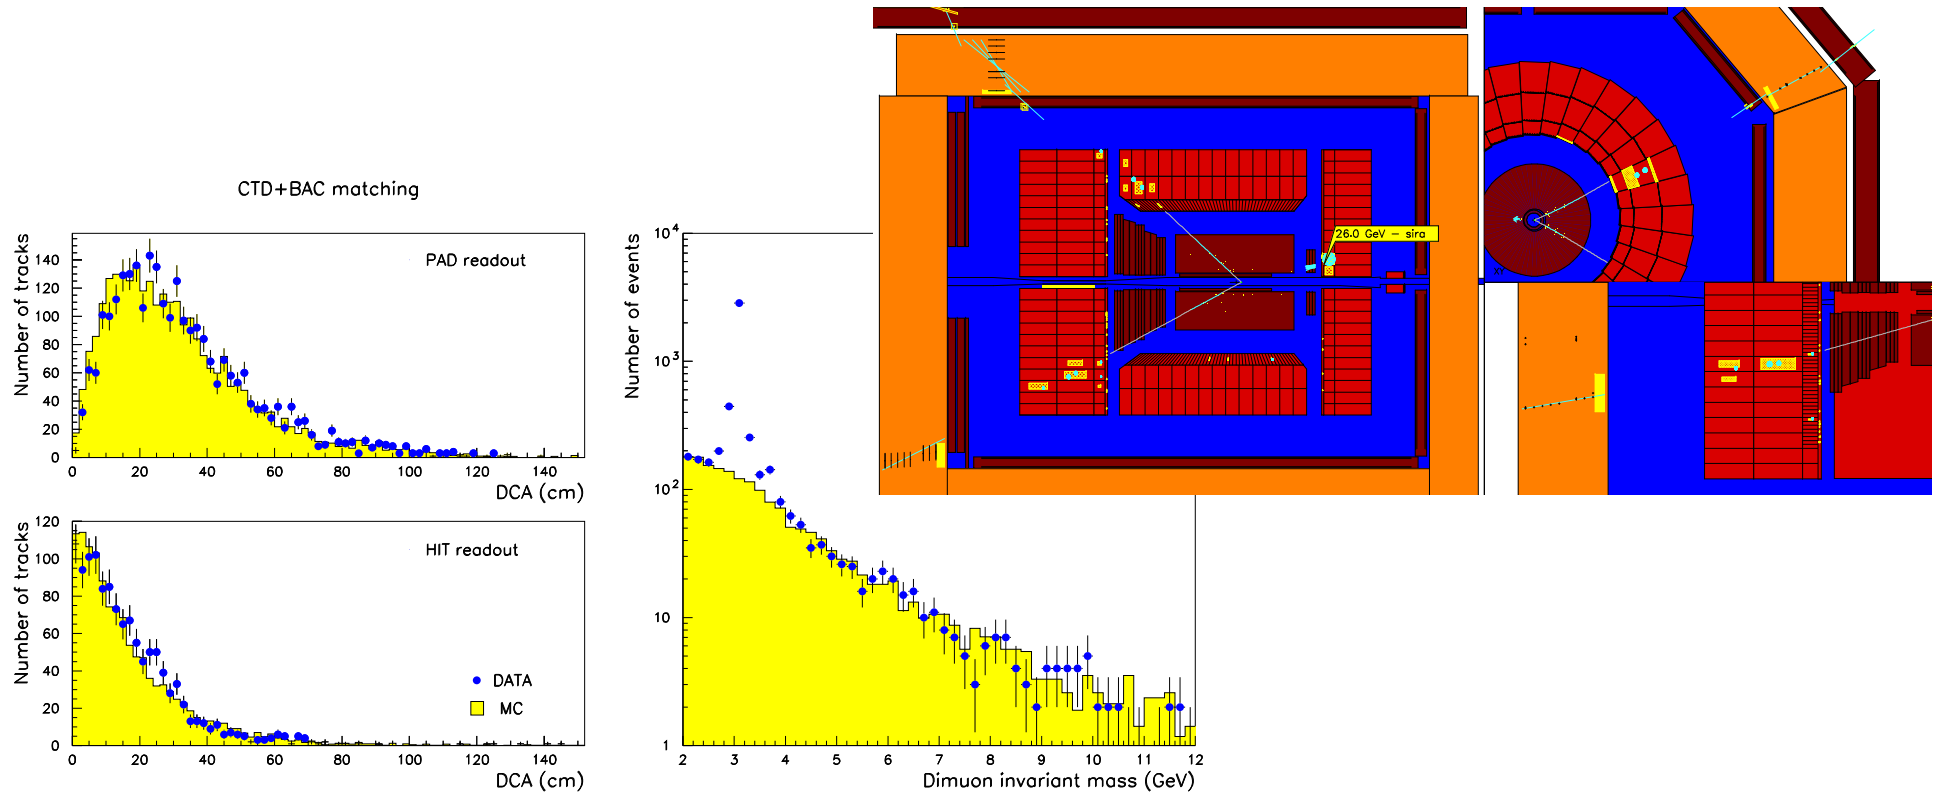 CTD+BAC matching
Number of tracks
140
120
100
80
60
40
20
0
PAD readout
0 20 40 60 80 100 120 140
DCA (cm)
Number of tracks
120
100
80
60
40
20
0
HIT readout
DATA
MC
0 20 40 60 80 100 120 140
DCA (cm)
Number of events
10⁴
10³
10²
10
1
2 3 4 5 6 7 8 9 10 11 12
Dimuon invariant mass (GeV)
26.0 GeV – sira